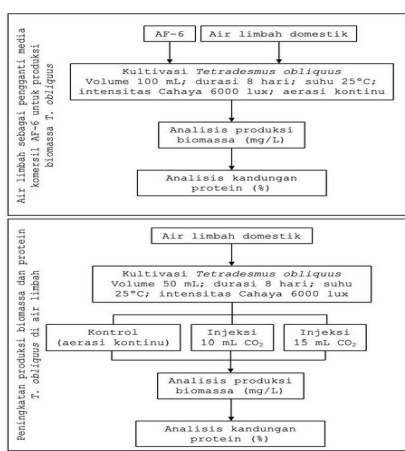 Air limbah sebagai pengganti media
komersil AF-6 untuk produksi
biomassa T. obliquus
AF-6
Air limbah domestik
Kultivasi Tetradesmus obliquus
Volume 100 mL; durasi 8 hari; suhu 25°C;
intensitas Cahaya 6000 lux; aerasi kontinu
Analisis produksi
biomassa (mg/L)
Analisis kandungan
protein (%)
Peningkatan produksi biomassa dan protein
T. obliquus di air limbah
Air limbah domestik
Kultivasi Tetradesmus obliquus
Volume 50 mL; durasi 8 hari; suhu
25°C; intensitas Cahaya 6000 lux
Kontrol
(aerasi kontinu)
Injeksi
10 mL CO₂
Injeksi
15 mL CO₂
Analisis produksi
biomassa (mg/L)
Analisis kandungan
protein (%)